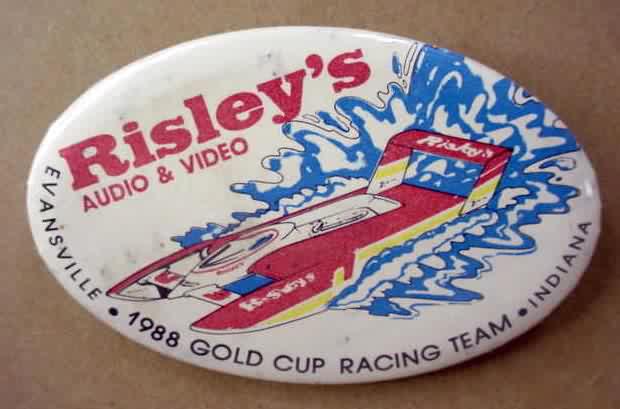 Risley's
AUDIO & VIDEO
Risley's
Risley's
EVANSVILLE • 1988 GOLD CUP RACING TEAM • INDIANA